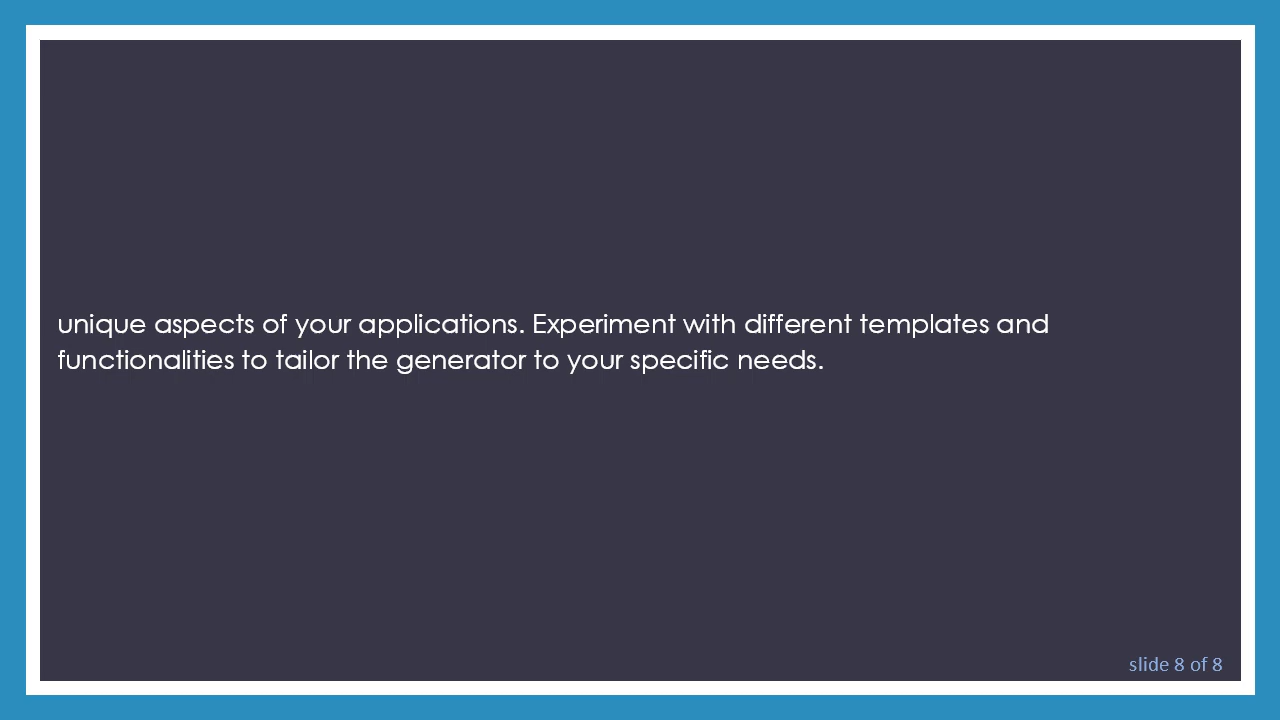 unique aspects of your applications. Experiment with different templates and
functionalities to tailor the generator to your specific needs.
slide 8 of 8